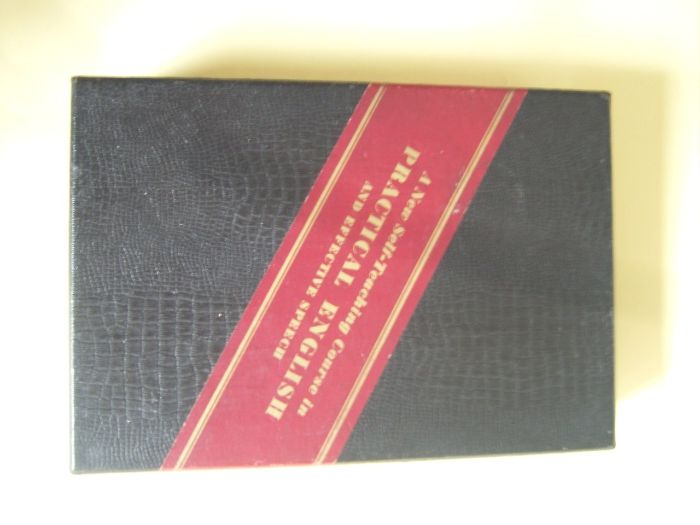 A New Self-Teaching Course in
PRACTICAL ENGLISH
AND EFFECTIVE SPEECH